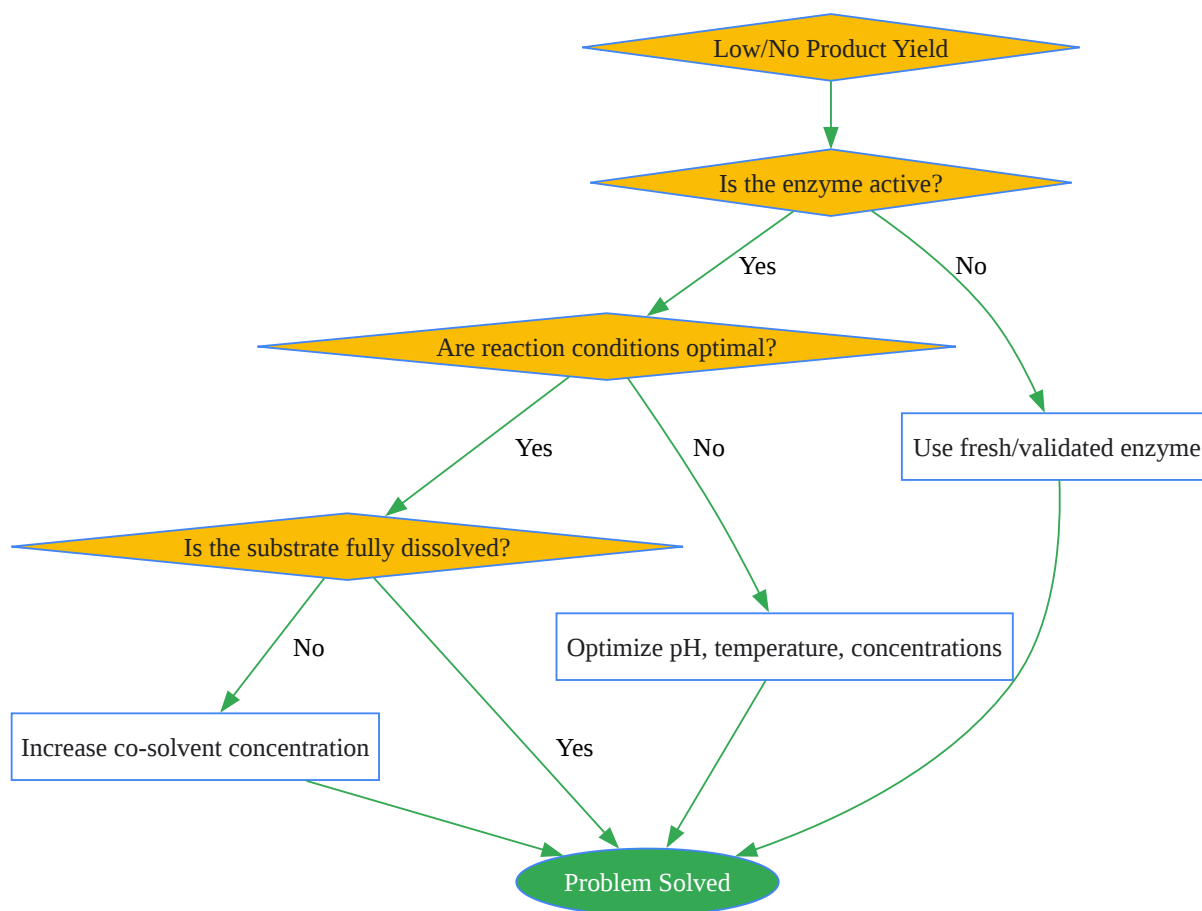 Low/No Product Yield
Is the enzyme active?
Yes
No
Are reaction conditions optimal?
Yes
No
Use fresh/validated enzyme
Is the substrate fully dissolved?
No
Optimize pH, temperature, concentrations
Increase co-solvent concentration
Yes
Problem Solved